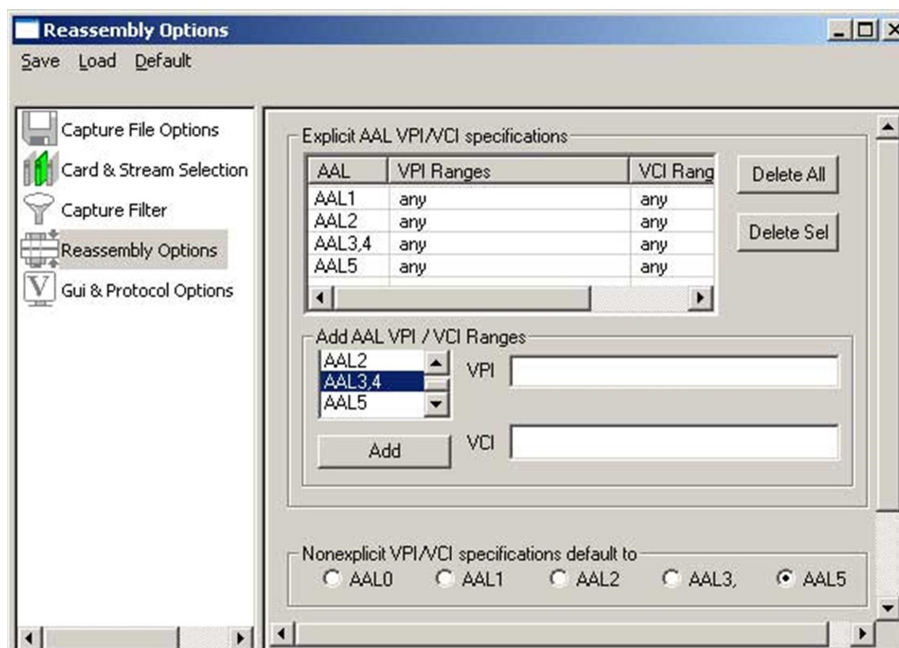 Reassembly Options
Save Load Default
Capture File Options
Card & Stream Selection
Capture Filter
Reassembly Options
V
Gui & Protocol Options
Explicit AAL VPI/VCI specifications
AAL VPI Ranges VCI Rang
AAL1 any any
AAL2 any any
AAL3,4 any any
AAL5 any any
Delete All
Delete Sel
Add AAL VPI / VCI Ranges
AAL2
AAL3,4
AAL5
VPI
Add
VCI
Nonexplicit VPI/VCI specifications default to
AAL0 AAL1 AAL2 AAL3, AAL5